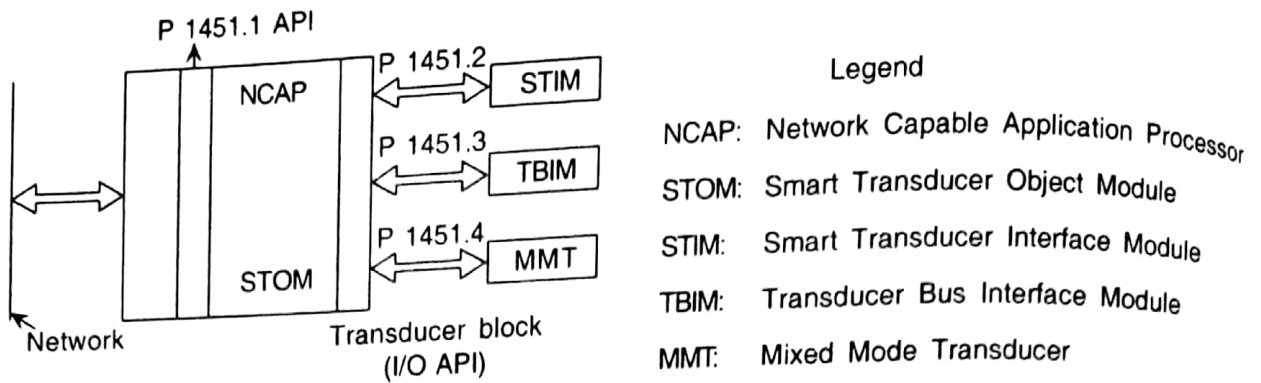 P 1451.1 API
P 1451.2
NCAP
STIM
P 1451.3
TBIM
P 1451.4
MMT
STOM
Network
Transducer block
(I/O API)
Legend
NCAP: Network Capable Application Processor
STOM: Smart Transducer Object Module
STIM: Smart Transducer Interface Module
TBIM: Transducer Bus Interface Module
MMT: Mixed Mode Transducer